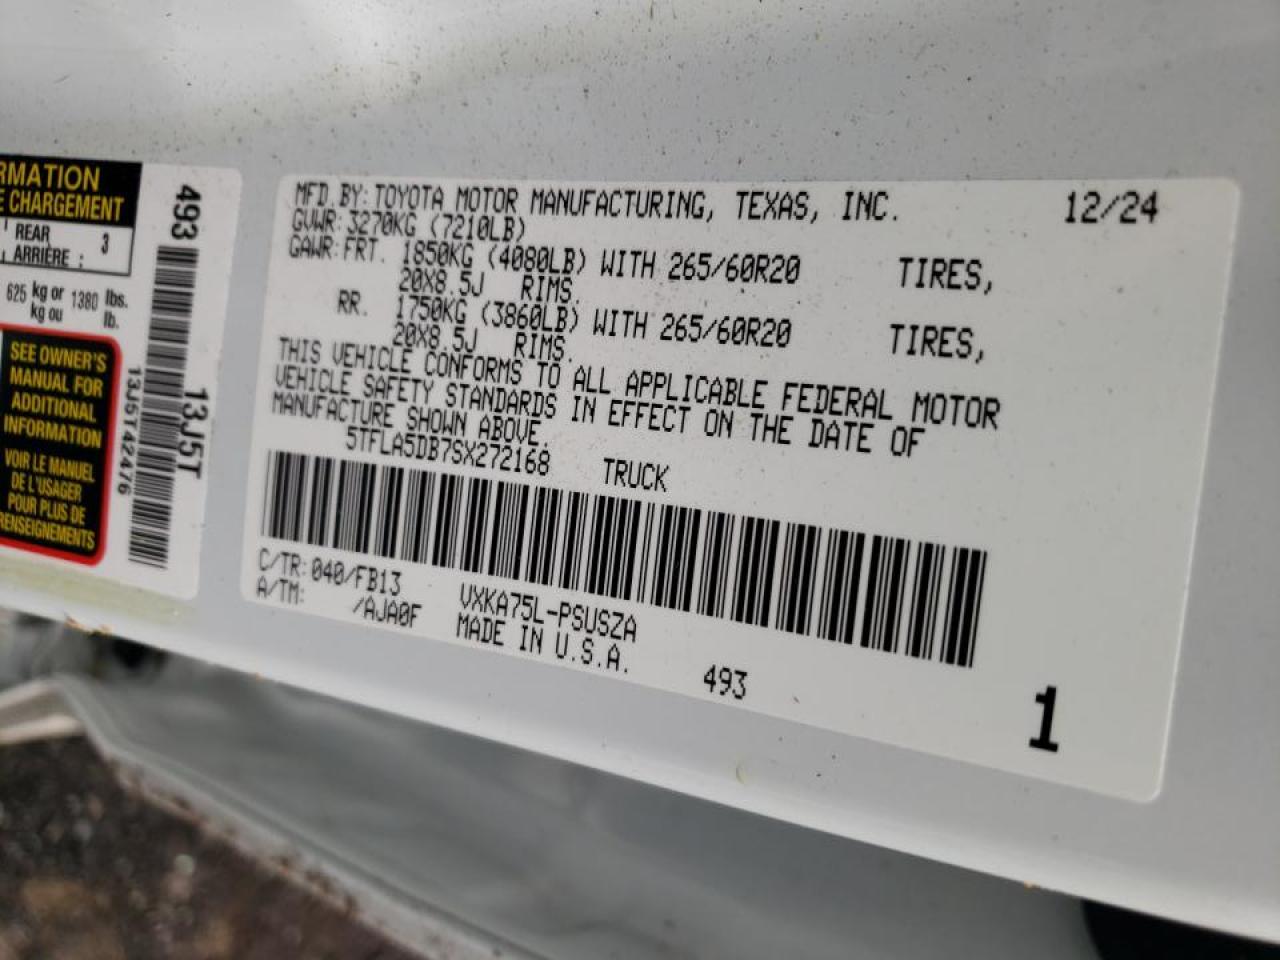 RMATION
E CHARGEMENT
REAR
ARRIÈRE : 3
625 kg or 1380 lbs.
kg ou lb.
SEE OWNER'S
MANUAL FOR
ADDITIONAL
INFORMATION
VOIR LE MANUEL
DE L'USAGER
POUR PLUS DE
RENSEIGNEMENTS
493
13J5T
13J5T42476
MFD.BY:TOYOTA MOTOR MANUFACTURING, TEXAS, INC. 12/24
GVWR:3270KG (7210LB)
GAWR:FRT. 1850KG (4080LB) WITH 265/60R20 TIRES,
20X8.5J RIMS.
RR. 1750KG (3860LB) WITH 265/60R20 TIRES,
20X8.5J RIMS.
THIS VEHICLE CONFORMS TO ALL APPLICABLE FEDERAL MOTOR
VEHICLE SAFETY STANDARDS IN EFFECT ON THE DATE OF
MANUFACTURE SHOWN ABOVE.
5TFLA5DB7SX272168 TRUCK
C/TR:040/FB13 VXKA75L-PSUSZA
A/TM: /AJA0F MADE IN U.S.A.
493
1